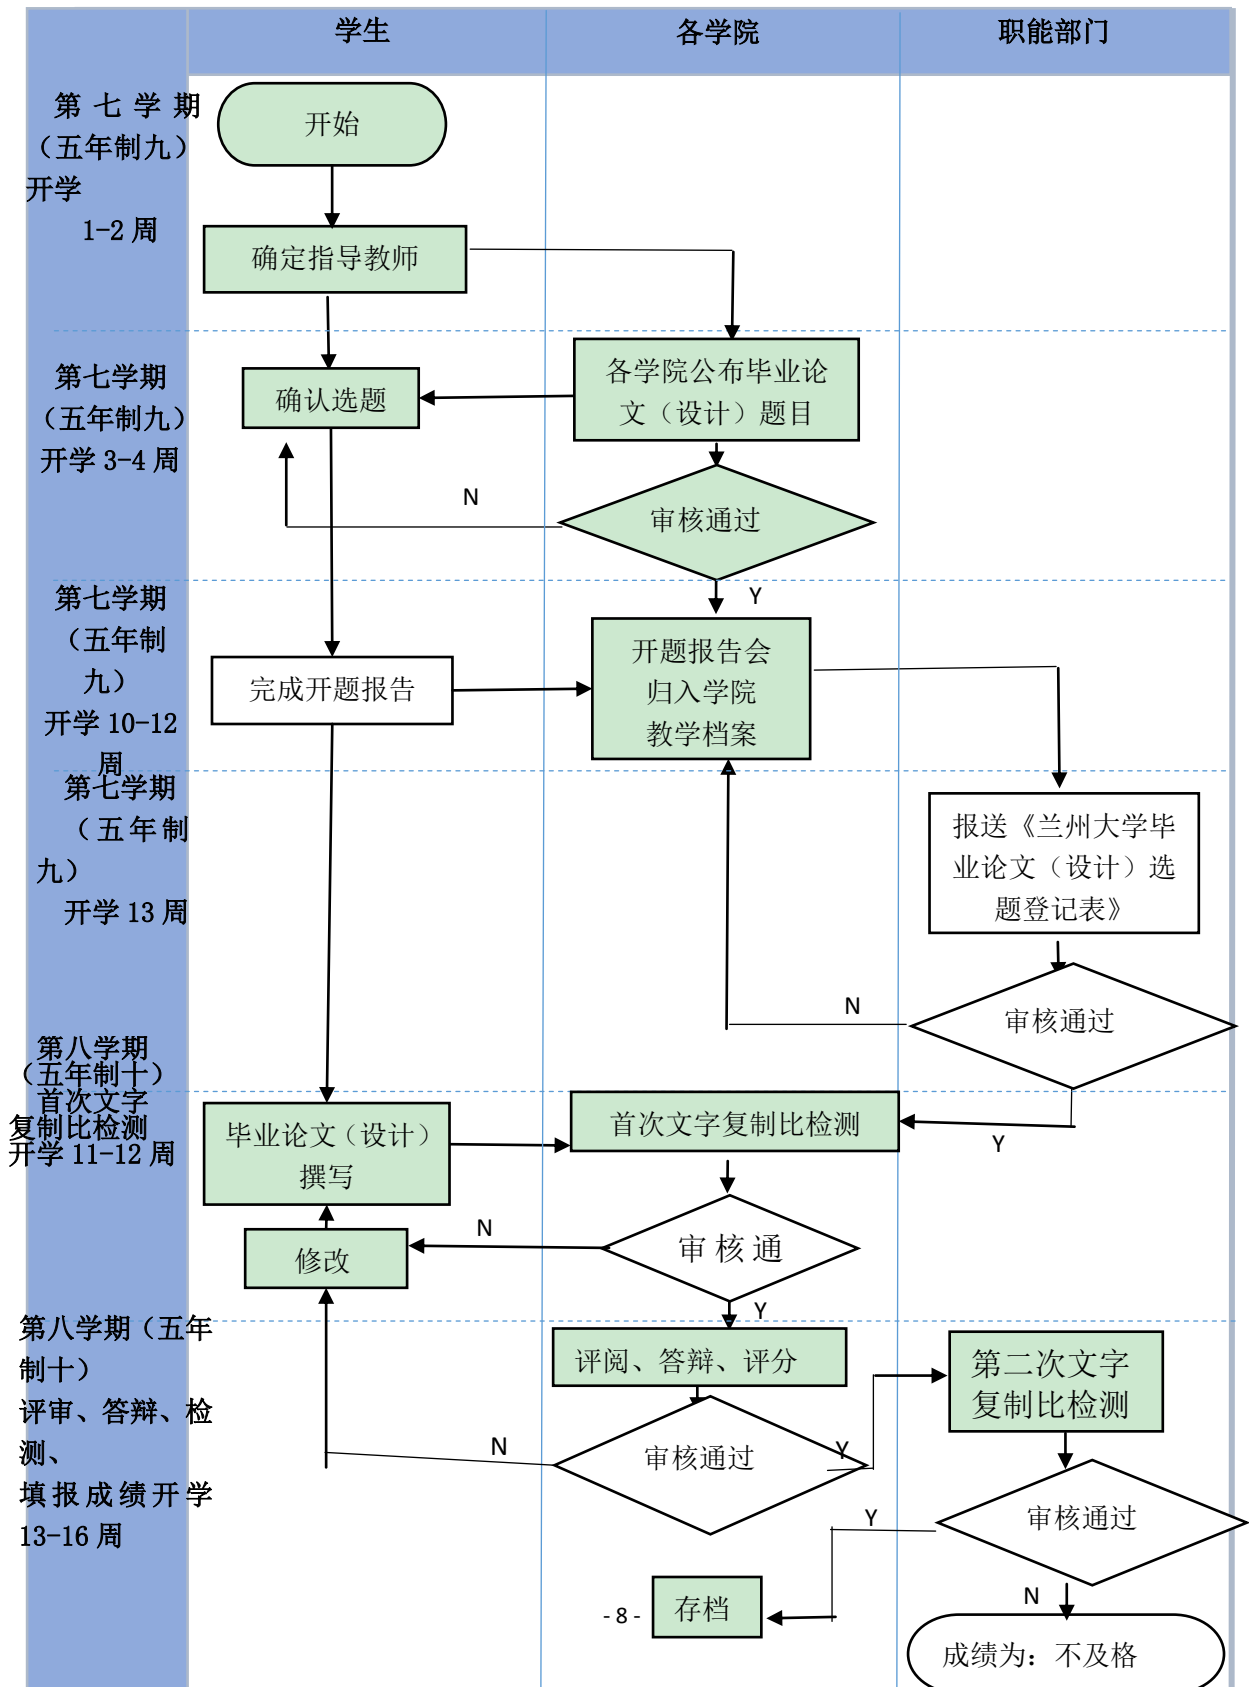 学生
各学院
职能部门
第七学期
（五年制九）
开学
1-2 周
开始
确定指导教师
第七学期
（五年制九）
开学 3-4 周
确认选题
各学院公布毕业论
文（设计）题目
N
审核通过
Y
第七学期
（五年制
九）
开学 10-12
周
完成开题报告
开题报告会
归入学院
教学档案
第七学期
（五年制
九）
开学 13 周
报送《兰州大学毕
业论文（设计）选
题登记表》
N
审核通过
Y
第八学期
（五年制十）
首次文字
复制比检测
开学 11-12 周
毕业论文（设计）
撰写
首次文字复制比检测
N
审 核 通
修改
Y
第八学期（五年
制十）
评审、答辩、检
测、
填报成绩开学
13-16 周
评阅、答辩、评分
第二次文字
复制比检测
N
审核通过
Y
Y
审核通过
N
存档
- 8 -
成绩为：不及格